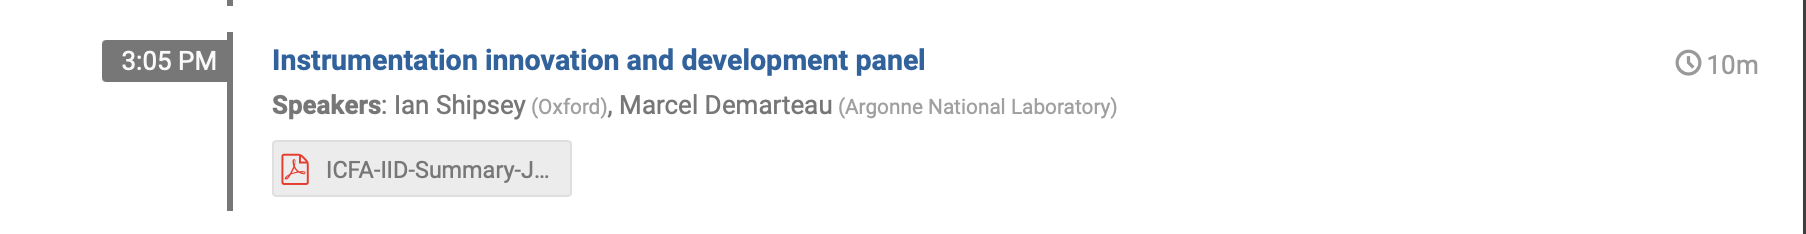 3:05 PM
Instrumentation innovation and development panel
10m
Speakers: Ian Shipsey (Oxford), Marcel Demarteau (Argonne National Laboratory)
ICFA-IID-Summary-J...